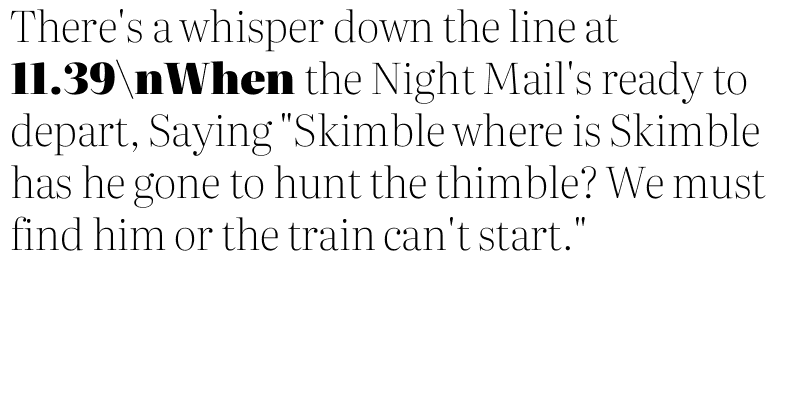 There's a whisper down the line at
11.39\nWhen the Night Mail's ready to
depart, Saying "Skimble where is Skimble
has he gone to hunt the thimble? We must
find him or the train can't start."